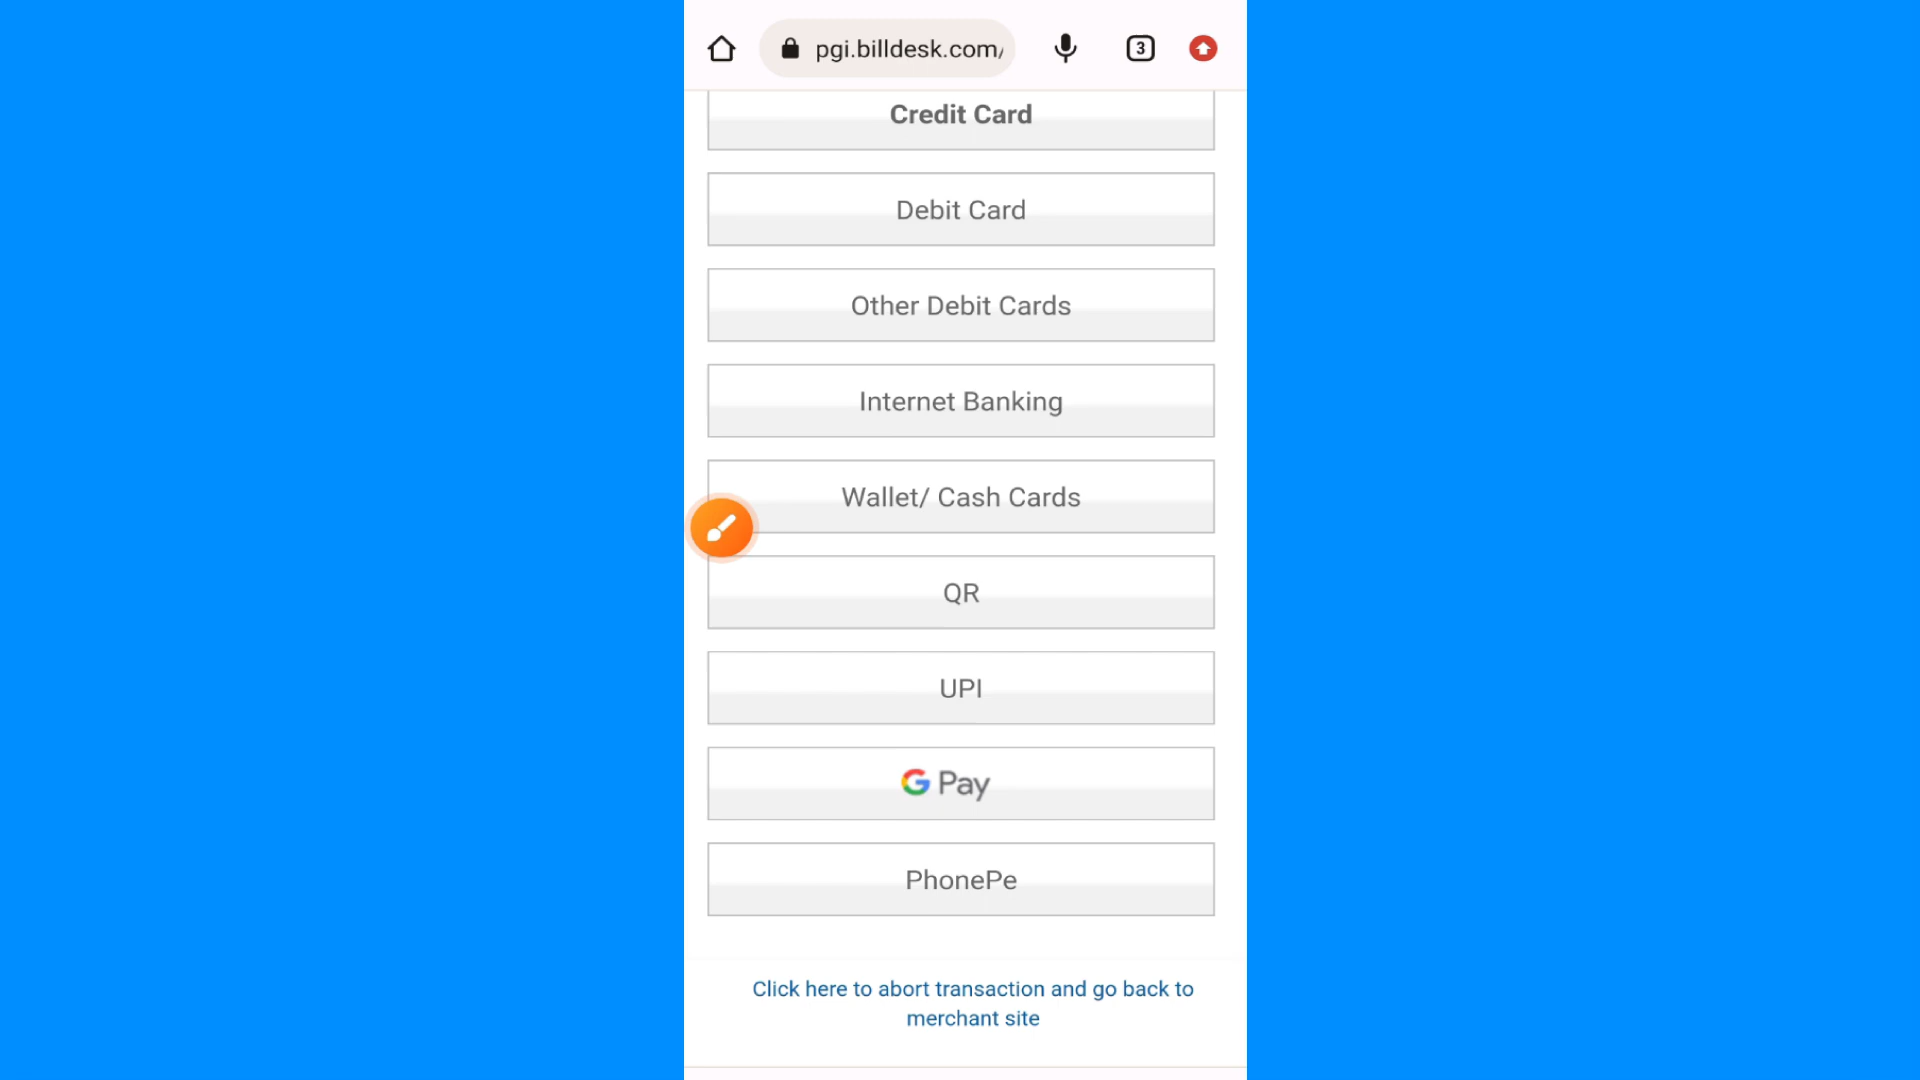 pgi.billdesk.com/
3
Credit Card
Debit Card
Other Debit Cards
Internet Banking
Wallet/ Cash Cards
QR
UPI
G Pay
PhonePe
Click here to abort transaction and go back to
merchant site